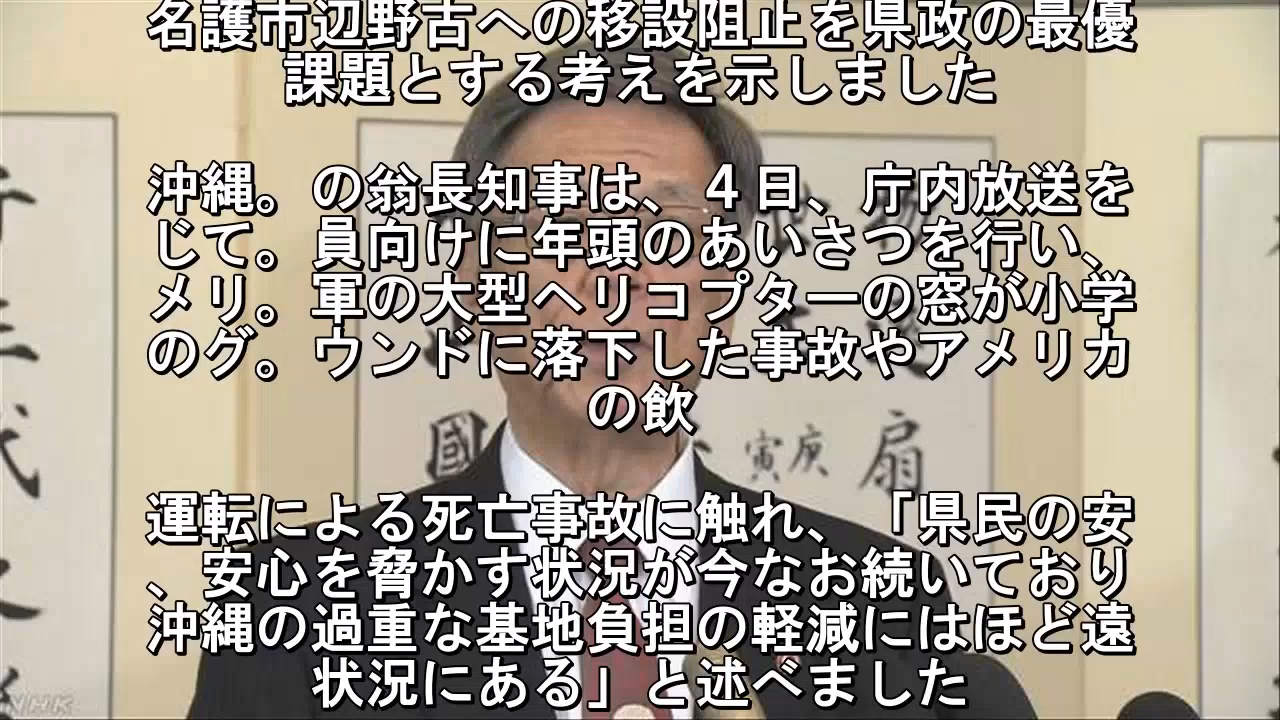 名護市辺野古への移設阻止を県政の最優
課題とする考えを示しました
沖縄。の翁長知事は、４日、庁内放送を
じて。員向けに年頭のあいさつを行い、
メリ。軍の大型ヘリコプターの窓が小学
のグ。ウンドに落下した事故やアメリカ
の飲
運転による死亡事故に触れ、「県民の安
、安心を脅かす状況が今なお続いており
沖縄の過重な基地負担の軽減にはほど遠
状況にある」と述べました
國
寅庚
扇
NHK